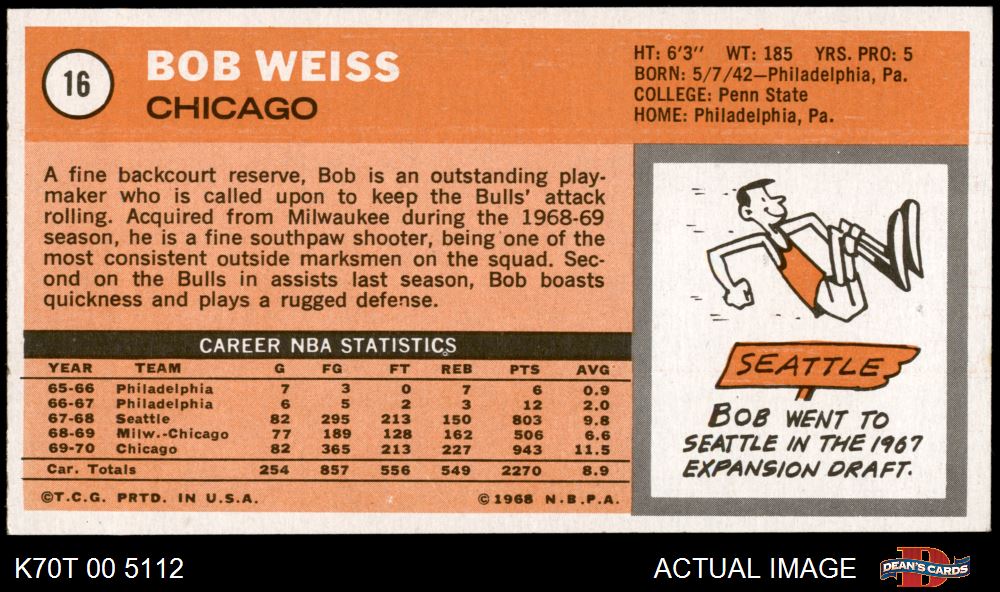 16
BOB WEISS
CHICAGO
HT: 6'3'' WT: 185 YRS. PRO: 5
BORN: 5/7/42—Philadelphia, Pa.
COLLEGE: Penn State
HOME: Philadelphia, Pa.
A fine backcourt reserve, Bob is an outstanding play-
maker who is called upon to keep the Bulls' attack
rolling. Acquired from Milwaukee during the 1968-69
season, he is a fine southpaw shooter, being one of the
most consistent outside marksmen on the squad. Sec-
ond on the Bulls in assists last season, Bob boasts
quickness and plays a rugged defense.
CAREER NBA STATISTICS
YEAR TEAM G FG FT REB PTS AVG
65-66 Philadelphia 7 3 0 7 6 0.9
66-67 Philadelphia 6 5 2 3 12 2.0
67-68 Seattle 82 295 213 150 803 9.8
68-69 Milw.-Chicago 77 189 128 162 506 6.6
69-70 Chicago 82 365 213 227 943 11.5
Car. Totals 254 857 556 549 2270 8.9
©T.C.G. PRTD. IN U.S.A. ©1968 N.B.P.A.
SEATTLE
BOB WENT TO
SEATTLE IN THE 1967
EXPANSION DRAFT.
K70T 00 5112
ACTUAL IMAGE
D
DEAN'S CARDS